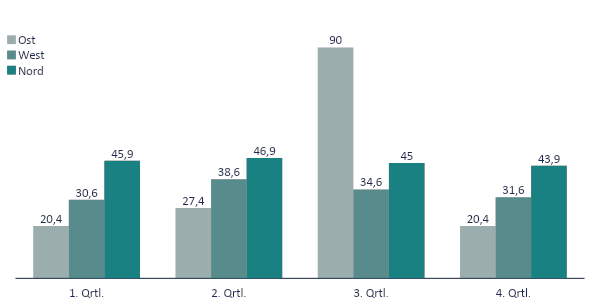 Ost
West
Nord
20,4 30,6 45,9
27,4 38,6 46,9
90 34,6 45
20,4 31,6 43,9
1. Qrtl. 2. Qrtl. 3. Qrtl. 4. Qrtl.